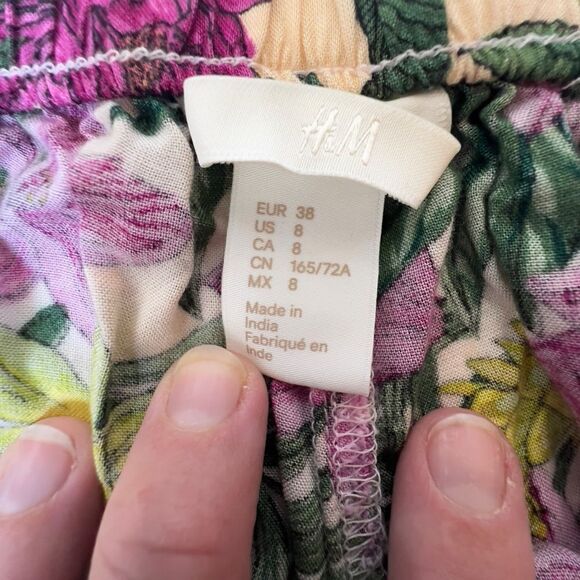 H&M
EUR 38
US 8
CA 8
CN 165/72A
MX 8
Made in
India
Fabriqué en
Inde